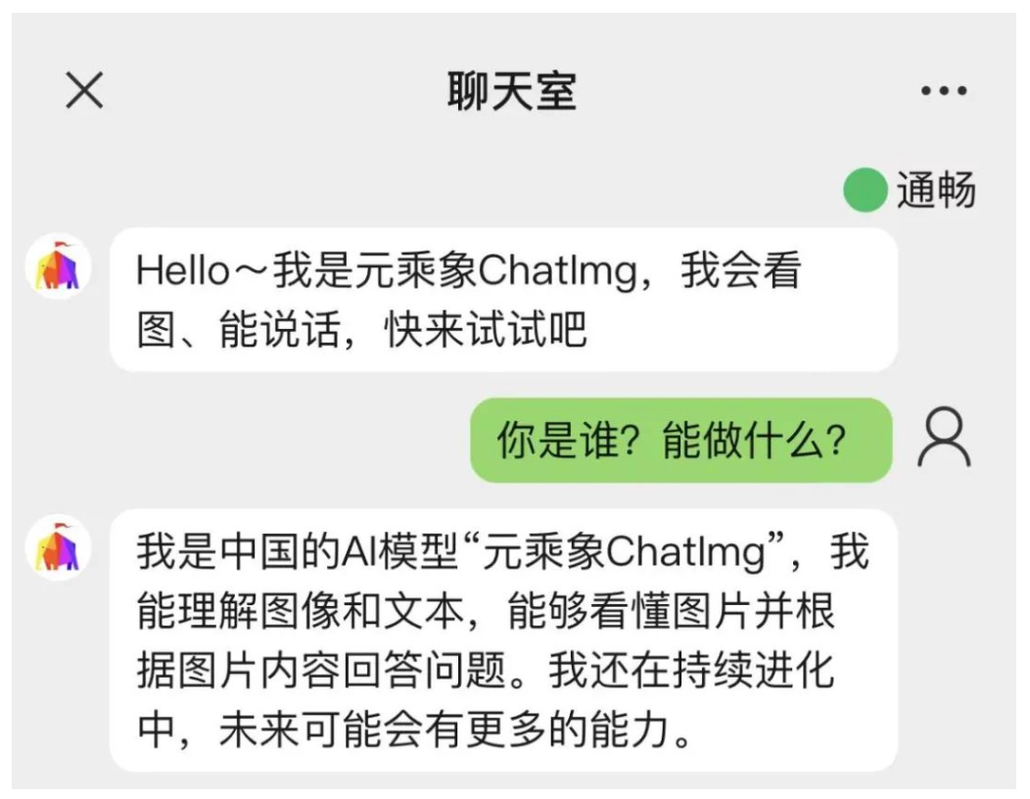 聊天室
通畅
Hello～我是元乘象ChatImg，我会看
图、能说话，快来试试吧
你是谁？能做什么？
我是中国的AI模型“元乘象ChatImg”，我
能理解图像和文本，能够看懂图片并根
据图片内容回答问题。我还在持续进化
中，未来可能会有更多的能力。